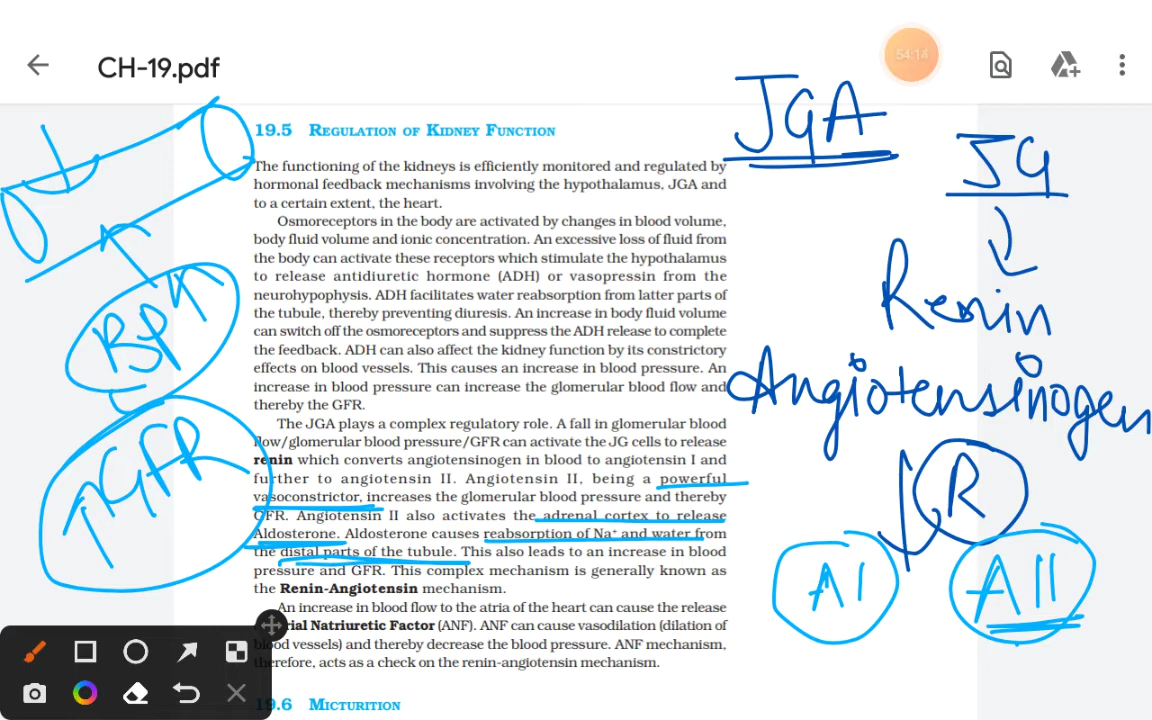 CH-19.pdf
54:14
19.5 REGULATION OF KIDNEY FUNCTION
The functioning of the kidneys is efficiently monitored and regulated by
hormonal feedback mechanisms involving the hypothalamus, JGA and
to a certain extent, the heart.
Osmoreceptors in the body are activated by changes in blood volume,
body fluid volume and ionic concentration. An excessive loss of fluid from
the body can activate these receptors which stimulate the hypothalamus
to release antidiuretic hormone (ADH) or vasopressin from the
neurohypophysis. ADH facilitates water reabsorption from latter parts of
the tubule, thereby preventing diuresis. An increase in body fluid volume
can switch off the osmoreceptors and suppress the ADH release to complete
the feedback. ADH can also affect the kidney function by its constrictory
effects on blood vessels. This causes an increase in blood pressure. An
increase in blood pressure can increase the glomerular blood flow and
thereby the GFR.
The JGA plays a complex regulatory role. A fall in glomerular blood
flow/glomerular blood pressure/GFR can activate the JG cells to release
renin which converts angiotensinogen in blood to angiotensin I and
further to angiotensin II. Angiotensin II, being a powerful
vasoconstrictor, increases the glomerular blood pressure and thereby
GFR. Angiotensin II also activates the adrenal cortex to release
Aldosterone. Aldosterone causes reabsorption of Na⁺ and water from
the distal parts of the tubule. This also leads to an increase in blood
pressure and GFR. This complex mechanism is generally known as
the Renin-Angiotensin mechanism.
An increase in blood flow to the atria of the heart can cause the release
rial Natriuretic Factor (ANF). ANF can cause vasodilation (dilation of
blood vessels) and thereby decrease the blood pressure. ANF mechanism,
therefore, acts as a check on the renin-angiotensin mechanism.
19.6 MICTURITION
BP↑
↑GFR
JGA
JG
Renin
Angiotensinogen
R
AI
AII